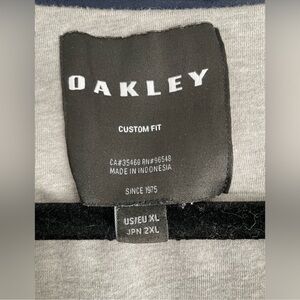 OAKLEY
CUSTOM FIT
CA#35466 RN#96548
MADE IN INDONESIA
SINCE 1975
US/EU XL
JPN 2XL